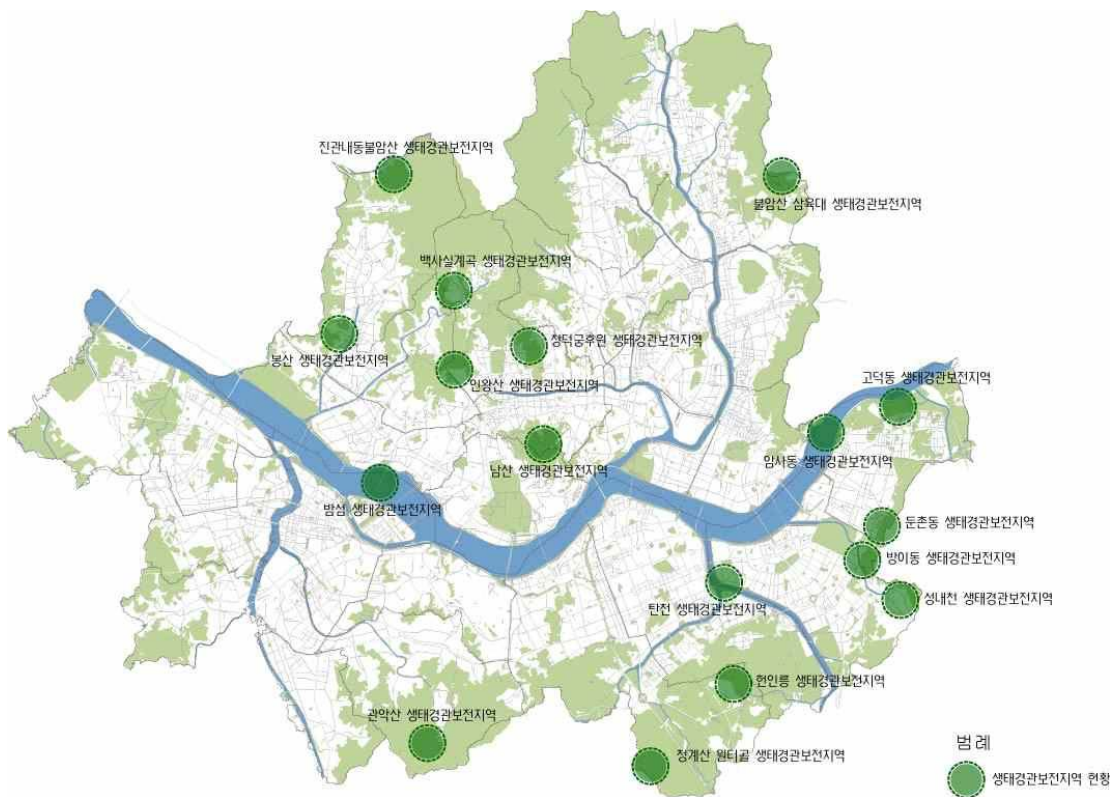 진관내동불암산 생태경관보전지역
불암산 삼육대 생태경관보전지역
백사실계곡 생태경관보전지역
창덕궁후원 생태경관보전지역
봉산 생태경관보전지역
인왕산 생태경관보전지역
고덕동 생태경관보전지역
암사동 생태경관보전지역
남산 생태경관보전지역
밤섬 생태경관보전지역
둔촌동 생태경관보전지역
방이동 생태경관보전지역
성내천 생태경관보전지역
탄천 생태경관보전지역
헌인릉 생태경관보전지역
관악산 생태경관보전지역
청계산 원터골 생태경관보전지역
범례
생태경관보전지역 현황